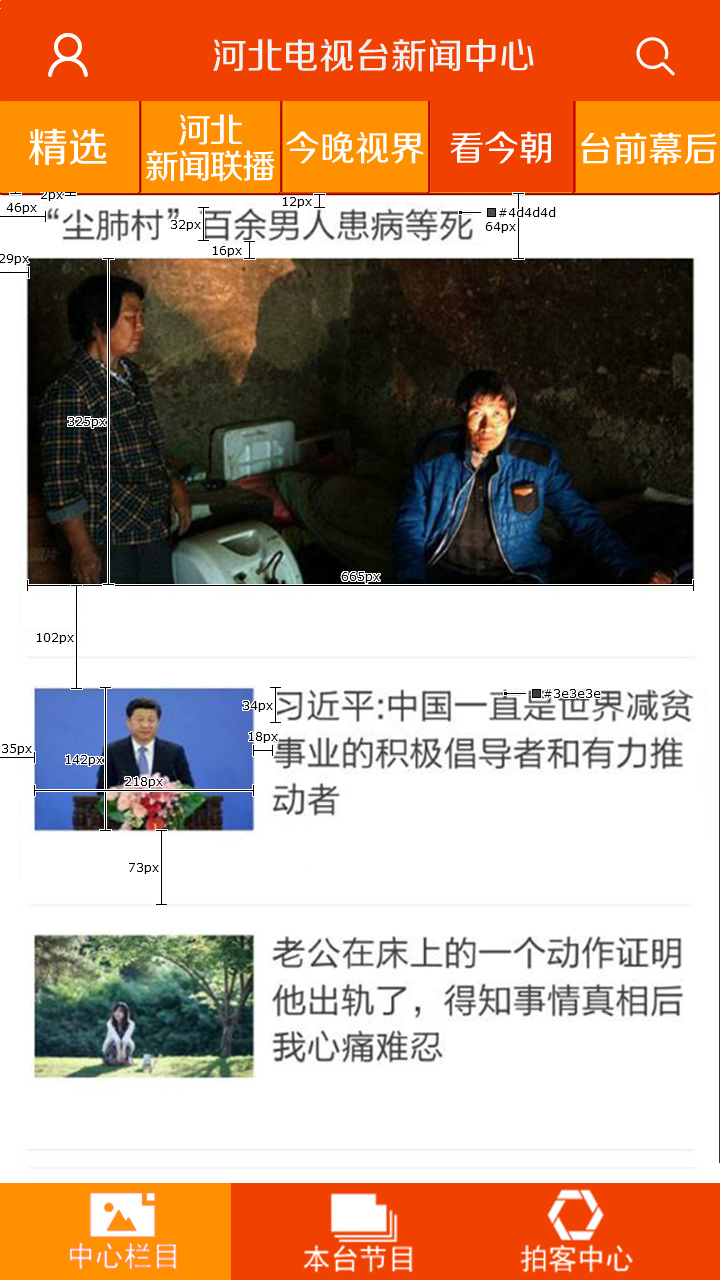 河北电视台新闻中心
精选
河北
新闻联播
今晚视界
看今朝
台前幕后
2px
12px
46px
“尘肺村” 百余男人患病等死
32px
#4d4d4d
64px
16px
29px
325px
665px
102px
习近平:中国一直是世界减贫
事业的积极倡导者和有力推
动者
#3e3e3e
34px
18px
35px
142px
218px
73px
老公在床上的一个动作证明
他出轨了，得知事情真相后
我心痛难忍
中心栏目
本台节目
拍客中心